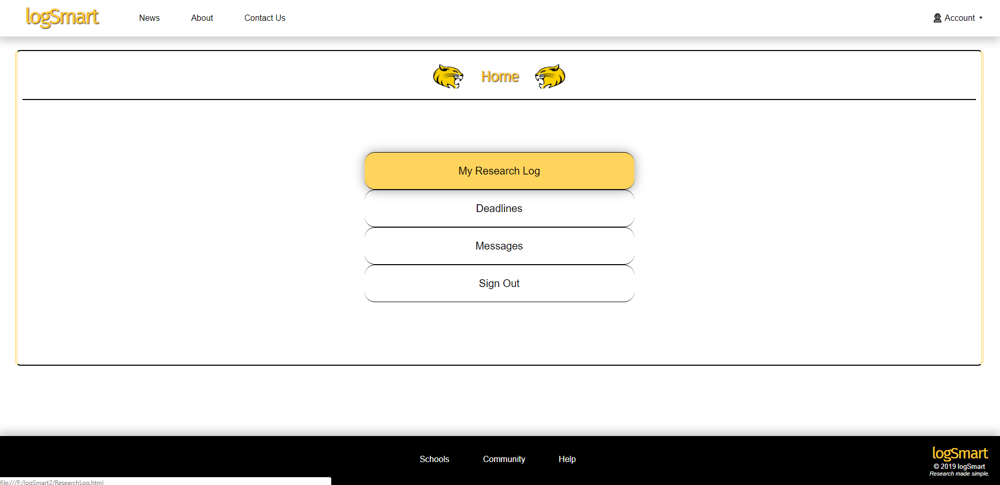 logSmart
News
About
Contact Us
Account
Home
My Research Log
Deadlines
Messages
Sign Out
Schools
Community
Help
logSmart
© 2019 logSmart
Research made simple.
file:///F:/logSmart2/ResearchLog.html